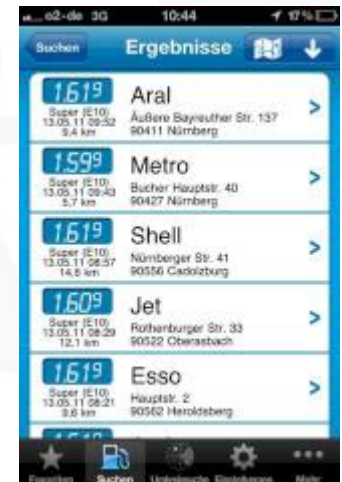 o2-de 3G 10:44 17%
Suchen Ergebnisse
1.619 Aral
Super (E10) Äußere Bayreuther Str. 137
13.05.11 09:52 90411 Nürnberg
9,4 km
1.599 Metro
Super (E10) Bucher Hauptstr. 40
13.05.11 09:43 90427 Nürnberg
5,7 km
1.619 Shell
Super (E10) Nürnberger Str. 41
13.05.11 08:57 90556 Cadolzburg
14,8 km
1.609 Jet
Super (E10) Rothenburger Str. 33
13.05.11 08:29 90522 Oberasbach
12,1 km
1.619 Esso
Super (E10) Hauptstr. 2
13.05.11 08:21 90562 Heroldsberg
9,6 km
Favoriten Suchen Umkreissuche Einstellungen Mehr